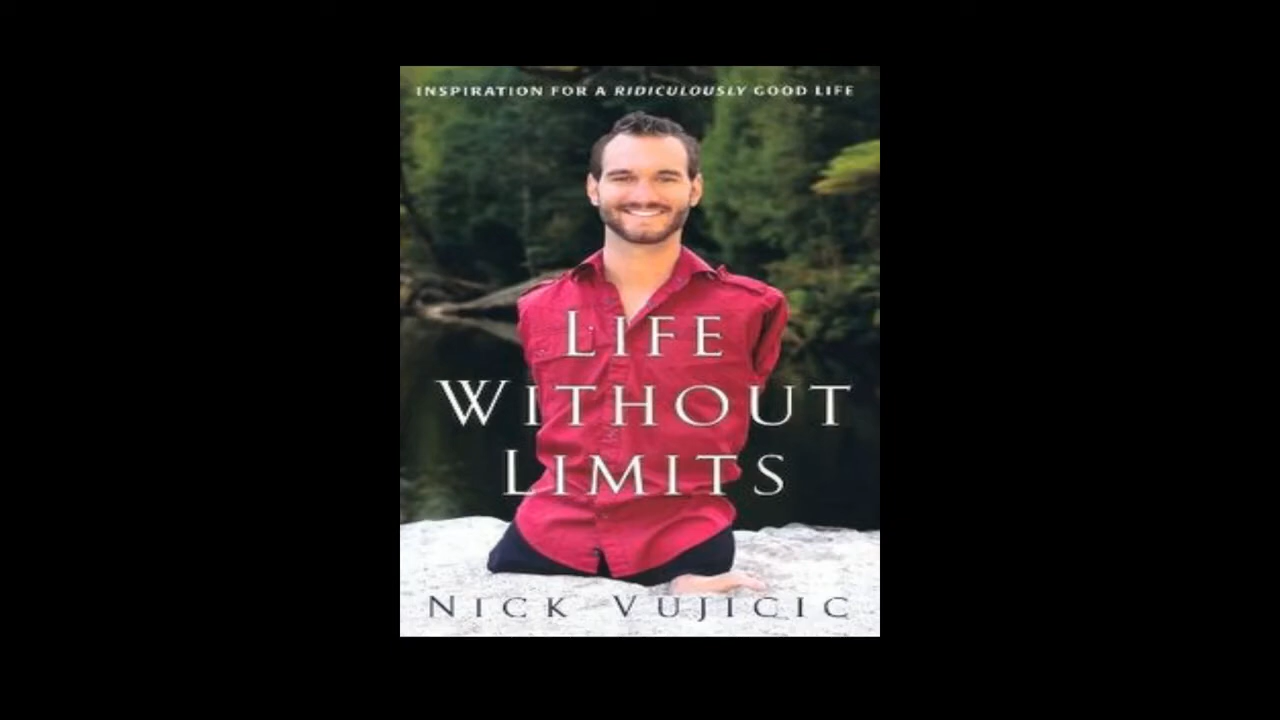 INSPIRATION FOR A RIDICULOUSLY GOOD LIFE
LIFE
WITHOUT
LIMITS
NICK VUJICIC